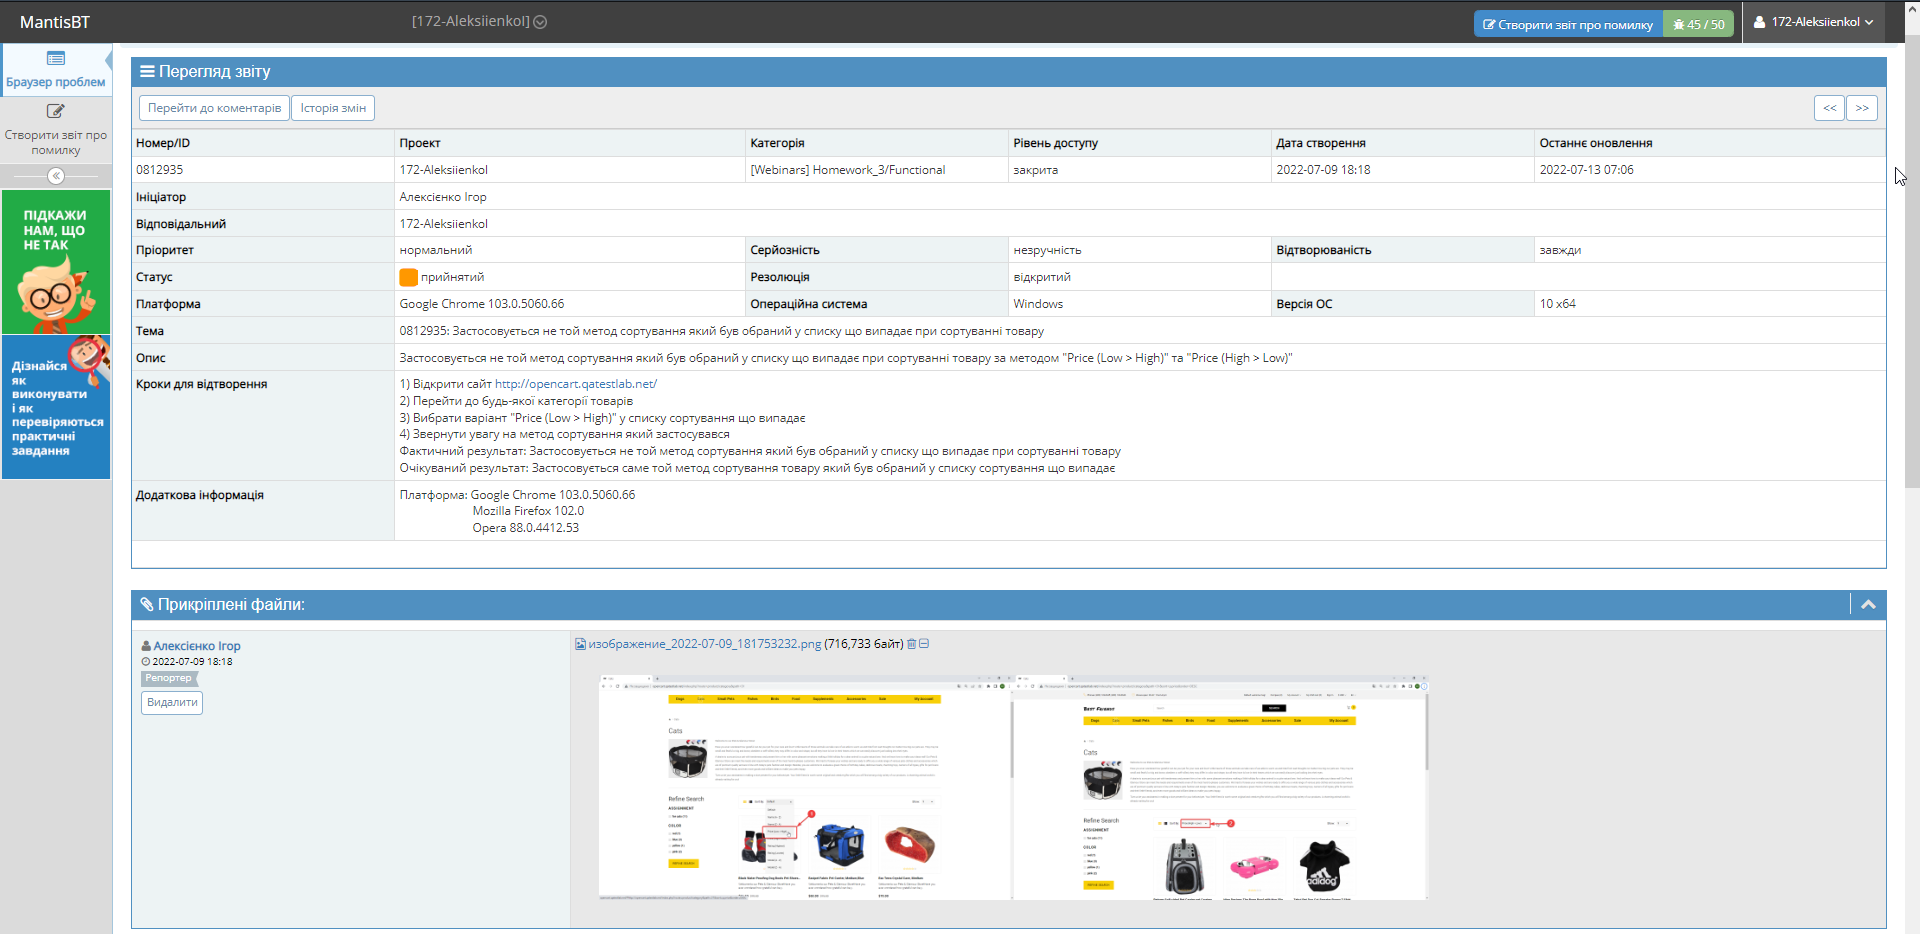 MantisBT
[172-Aleksiienkol]
Створити звіт про помилку
45 / 50
172-Aleksiienkol
Браузер проблем
Створити звіт про
помилку
ПІДКАЖИ
НАМ, ЩО
НЕ ТАК
Дізнайся
як
виконувати
і як
перевіряються
практичні
завдання
Перегляд звіту
Перейти до коментарів
Історія змін
<<
>>
Номер/ID
Проект
Категорія
Рівень доступу
Дата створення
Останнє оновлення
0812935
172-Aleksiienkol
[Webinars] Homework_3/Functional
закрита
2022-07-09 18:18
2022-07-13 07:06
Ініціатор
Алексієнко Ігор
Відповідальний
172-Aleksiienkol
Пріоритет
нормальний
Серйозність
незручність
Відтворюваність
завжди
Статус
прийнятий
Резолюція
відкритий
Платформа
Google Chrome 103.0.5060.66
Операційна система
Windows
Версія ОС
10 x64
Тема
0812935: Застосовується не той метод сортування який був обраний у списку що випадає при сортуванні товару
Опис
Застосовується не той метод сортування який був обраний у списку що випадає при сортуванні товару за методом "Price (Low > High)" та "Price (High > Low)"
Кроки для відтворення
1) Відкрити сайт http://opencart.qatestlab.net/
2) Перейти до будь-якої категорії товарів
3) Вибрати варіант "Price (Low > High)" у списку сортування що випадає
4) Звернути увагу на метод сортування який застосувався
Фактичний результат: Застосовується не той метод сортування який був обраний у списку що випадає при сортуванні товару
Очікуваний результат: Застосовується саме той метод сортування товару який був обраний у списку сортування що випадає
Додаткова інформація
Платформа: Google Chrome 103.0.5060.66
Mozilla Firefox 102.0
Opera 88.0.4412.53
Прикріплені файли:
Алексієнко Ігор
2022-07-09 18:18
Репортер
Видалити
изображение_2022-07-09_181753232.png (716,733 байт)
Cats
Refine Search
ASSIGNMENT
COLOR
Cats
Refine Search
ASSIGNMENT
COLOR
adidog